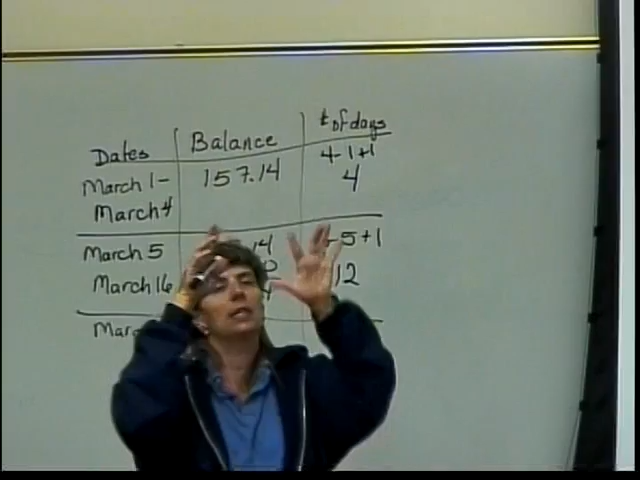 Dates Balance # of days
March 1- 157.14 4-1+1
March 4 4
March 5 14 -5+1
March 16 12